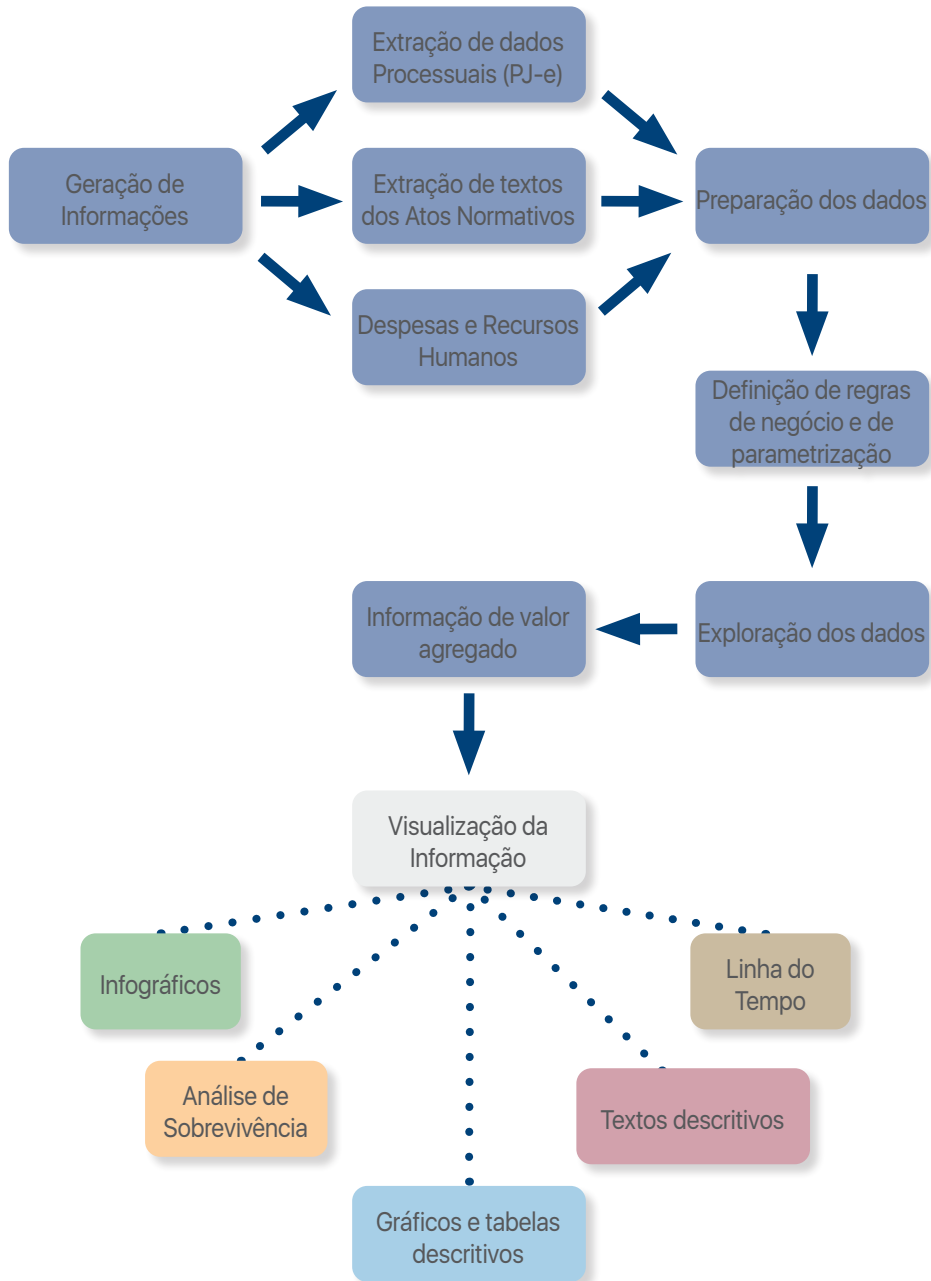 Extração de dados
Processuais (PJ-e)
Geração de
Informações
Extração de textos
dos Atos Normativos
Preparação dos dados
Despesas e Recursos
Humanos
Definição de regras
de negócio e de
parametrização
Informação de valor
agregado
Exploração dos dados
Visualização da
Informação
Infográficos
Linha do
Tempo
Análise de
Sobrevivência
Textos descritivos
Gráficos e tabelas
descritivos